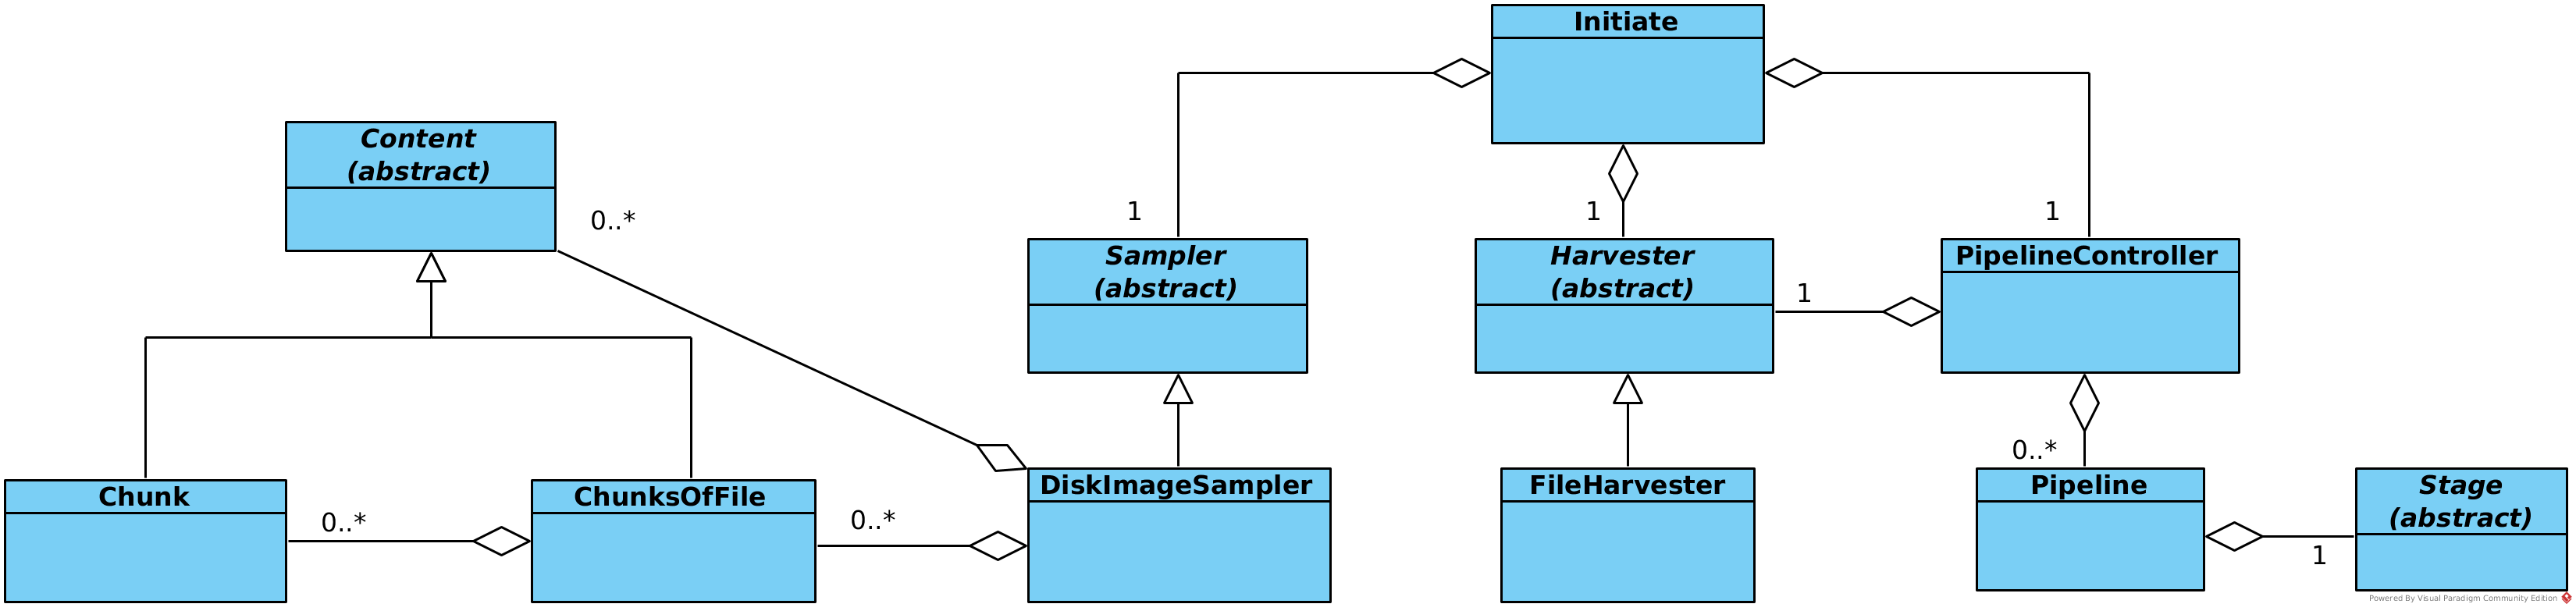 Initiate
Content
(abstract)
0..*
1
1
1
Sampler
(abstract)
Harvester
(abstract)
PipelineController
1
0..*
Chunk
ChunksOfFile
DiskImageSampler
FileHarvester
Pipeline
Stage
(abstract)
0..*
0..*
1
Powered By Visual Paradigm Community Edition